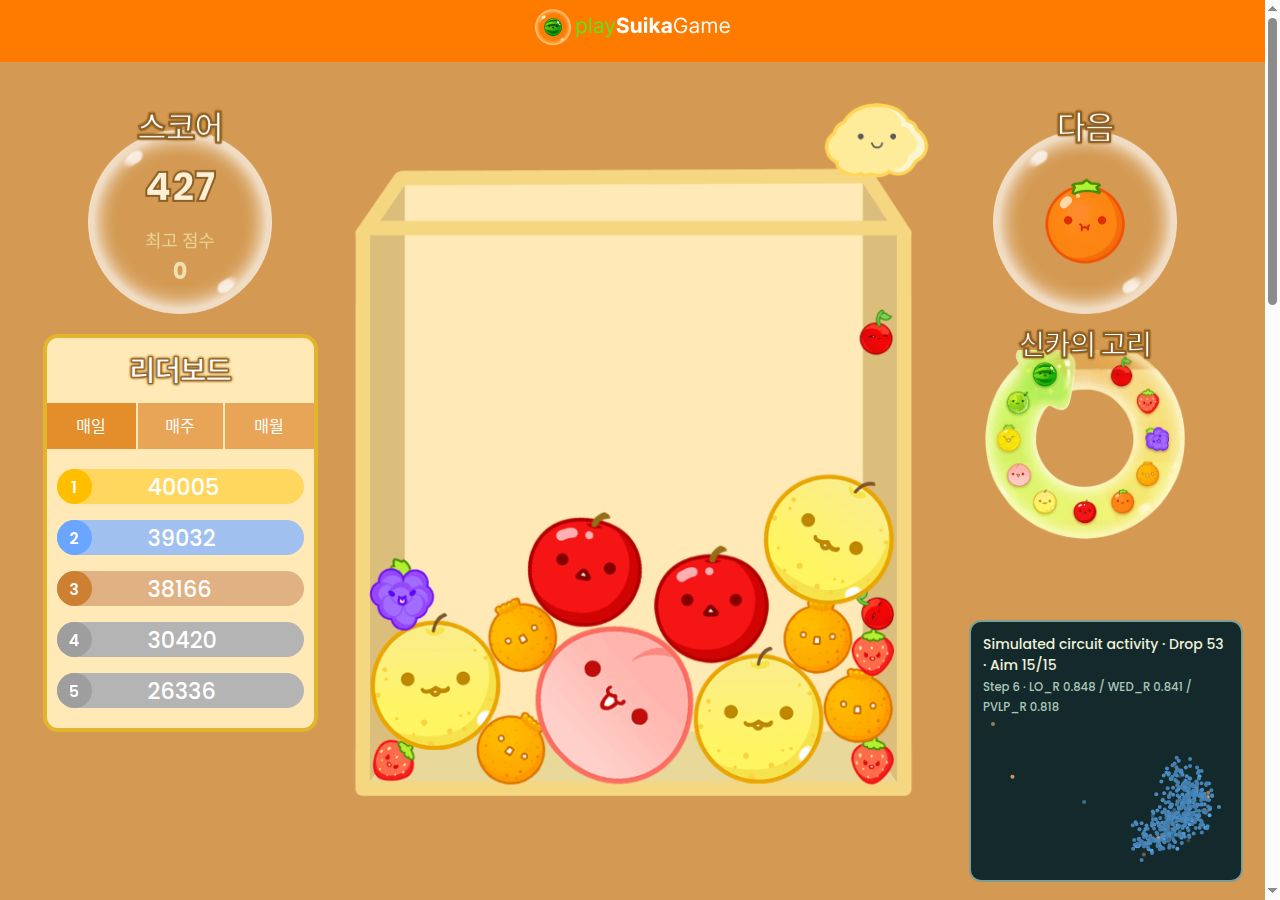 playSuikaGame
스코어
427
최고 점수
0
리더보드
매일 매주 매월
1 40005
2 39032
3 38166
4 30420
5 26336
다음
신카의 고리
Simulated circuit activity · Drop 53
· Aim 15/15
Step 6 · LO_R 0.848 / WED_R 0.841 /
PVLP_R 0.818